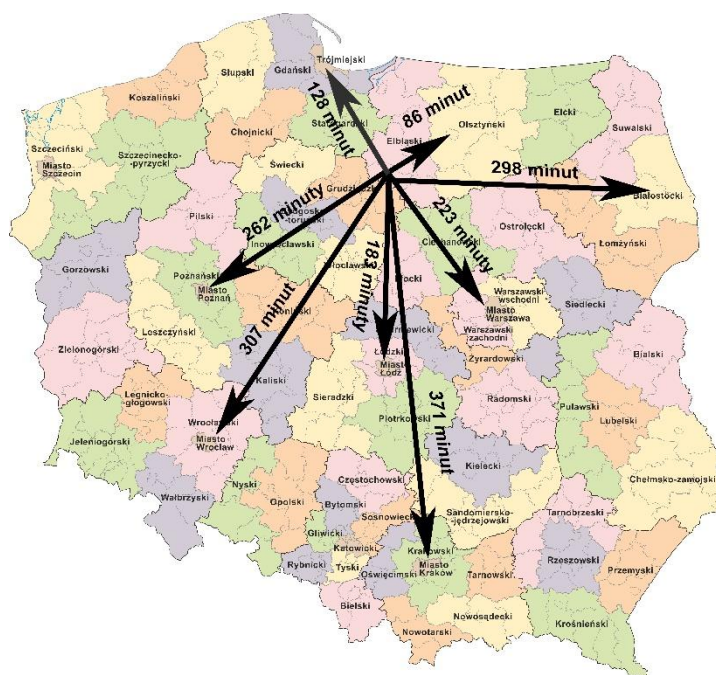 Trójmiejski
Słupski
Gdański
Koszaliński
128 minut
Starogardzki
86 minut
Olsztyński
Ełcki
Suwalski
Chojnicki
Elbląski
Szczeciński
Miasto
Szczecin
Szczecinecko-
pyrzycki
Świecki
Grudziądzki
298 minut
Białostocki
262 minuty
Pilski
Inowrocławski
223 minuty
Ostrołęcki
Łomżyński
Gorzowski
Poznański
Miasto
Poznań
Włocławski
183 minuty
Płocki
Ciechanowski
Warszawski
wschodni
Miasto
Warszawa
Warszawski
zachodni
Siedlecki
Leszczyński
307 minut
Żyrardowski
Zielonogórski
Łódzki
Miasto
Łódź
Bialski
Legnicko-
głogowski
Kaliski
Sieradzki
Piotrkowski
371 minut
Radomski
Puławski
Lubelski
Wrocławski
Miasto
Wrocław
Jeleniogórski
Kielecki
Chełmsko-zamojski
Wałbrzyski
Nyski
Opolski
Częstochowski
Bytomski
Sosnowiecki
Gliwicki
Katowicki
Rybnicki
Tyski
Oświęcimski
Krakowski
Miasto
Kraków
Sandomiersko-
jędrzejowski
Tarnobrzeski
Tarnowski
Rzeszowski
Przemyski
Bielski
Nowosądecki
Nowotarski
Krośnieński